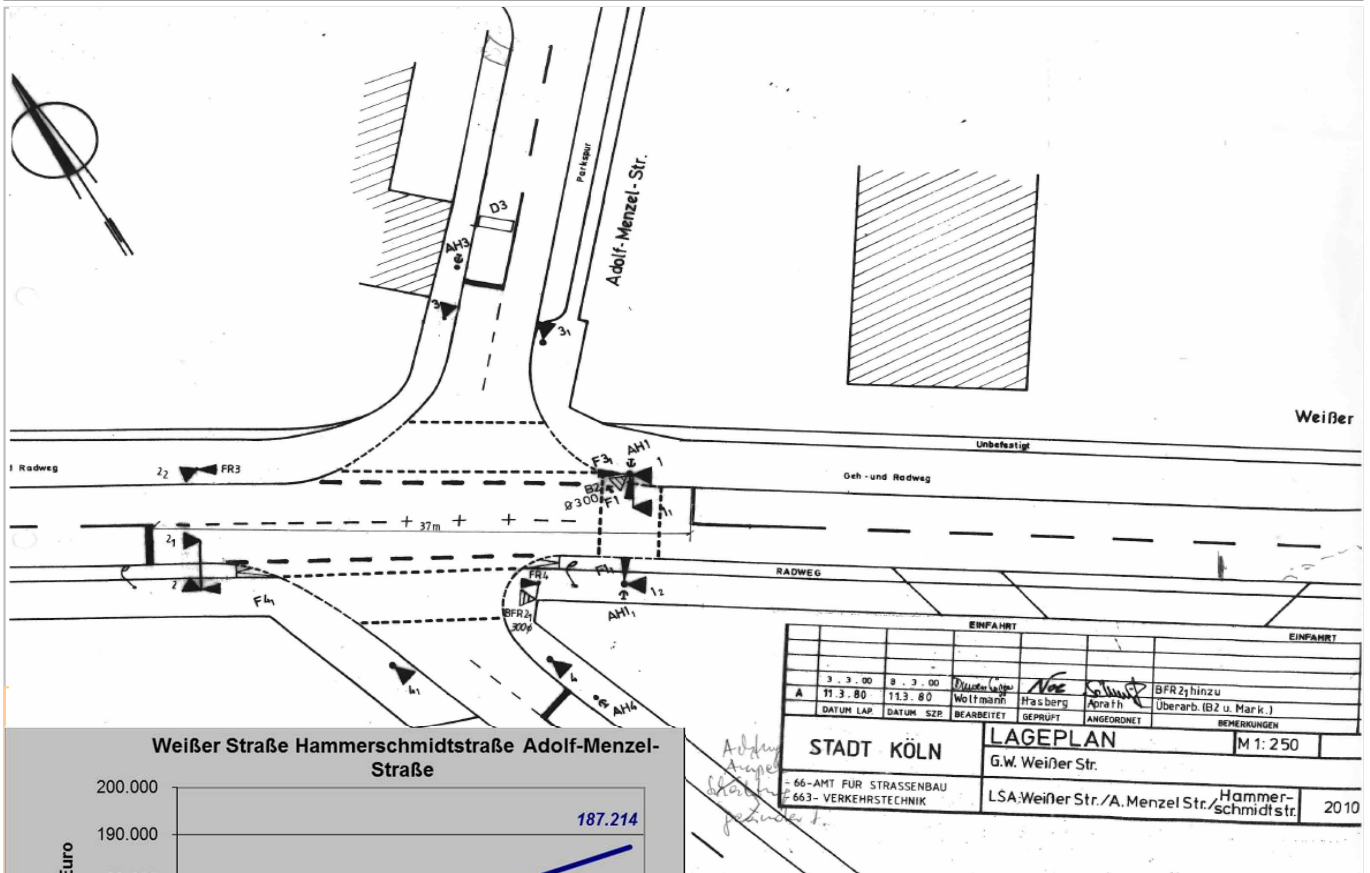 D3
Parkspur
Adolf-Menzel-Str.
AH3
3
3₁
Weißer
Unbefestigt
Geh-und Radweg
Radweg
2₂
FR3
F3₁
AH1
1
B2
ø300
F1
1₁
37m
2₁
2
F4₁
FR4
BFR2₁
300ø
F1₁
1₂
AH1₁
RADWEG
4₁
4
AH4
EINFAHRT
EINFAHRT
3.3.00 8.3.00 BFR2₁ hinzu
A 11.3.80 11.3.80 Woltmann Hasberg Aprath Überarb. (B2 u. Mark.)
DATUM LAP. DATUM SZP. BEARBEITET GEPRÜFT ANGEORDNET BEMERKUNGEN
STADT KÖLN
LAGEPLAN M 1:250
G.W. Weißer Str.
66-AMT FÜR STRASSENBAU
663-VERKEHRSTECHNIK
LSA:Weißer Str./A.Menzel Str./Hammer-
schmidtstr. 2010
Weißer Straße Hammerschmidtstraße Adolf-Menzel-
Straße
200.000
187.214
190.000
Euro